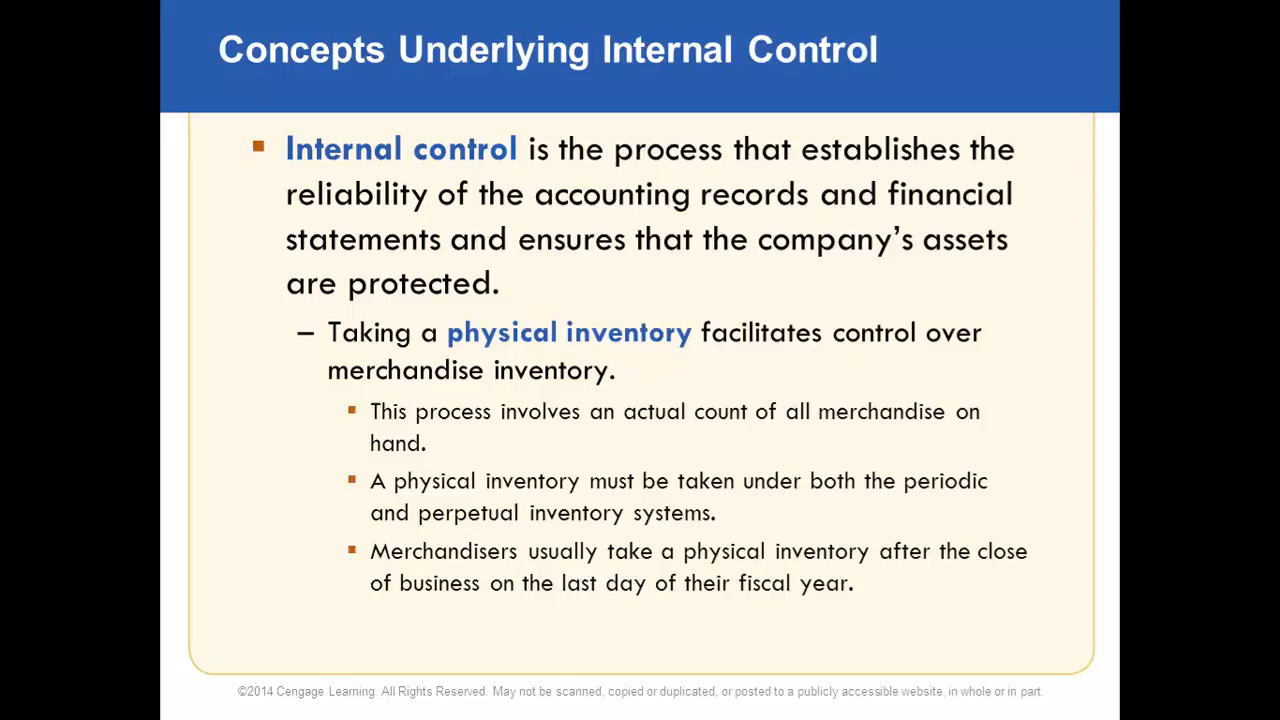 Concepts Underlying Internal Control
Internal control is the process that establishes the
reliability of the accounting records and financial
statements and ensures that the company’s assets
are protected.
– Taking a physical inventory facilitates control over
merchandise inventory.
This process involves an actual count of all merchandise on
hand.
A physical inventory must be taken under both the periodic
and perpetual inventory systems.
Merchandisers usually take a physical inventory after the close
of business on the last day of their fiscal year.
©2014 Cengage Learning. All Rights Reserved. May not be scanned, copied or duplicated, or posted to a publicly accessible website, in whole or in part.